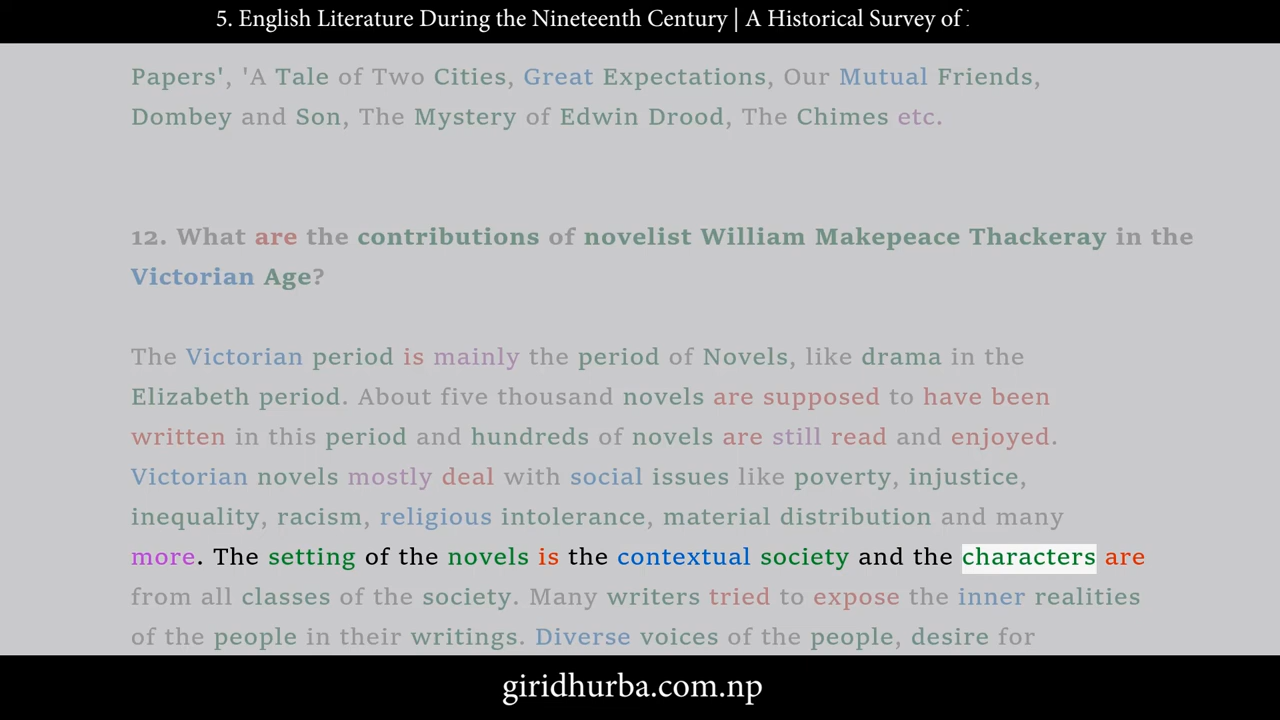 5. English Literature During the Nineteenth Century | A Historical Survey of
Papers', 'A Tale of Two Cities, Great Expectations, Our Mutual Friends,
Dombey and Son, The Mystery of Edwin Drood, The Chimes etc.
12. What are the contributions of novelist William Makepeace Thackeray in the
Victorian Age?
The Victorian period is mainly the period of Novels, like drama in the
Elizabeth period. About five thousand novels are supposed to have been
written in this period and hundreds of novels are still read and enjoyed.
Victorian novels mostly deal with social issues like poverty, injustice,
inequality, racism, religious intolerance, material distribution and many
more. The setting of the novels is the contextual society and the characters are
from all classes of the society. Many writers tried to expose the inner realities
of the people in their writings. Diverse voices of the people, desire for
giridhurba.com.np